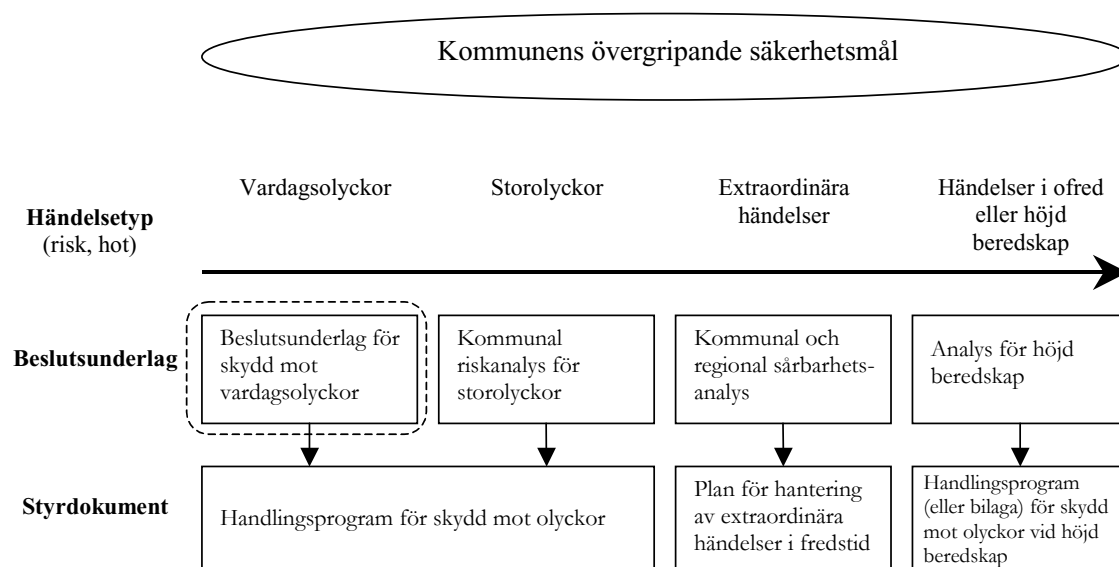 Kommunens övergripande säkerhetsmål
Vardagsolyckor
Storolyckor
Extraordinära
händelser
Händelser i ofred
eller höjd
beredskap
Händelsetyp
(risk, hot)
Beslutsunderlag
Beslutsunderlag för
skydd mot
vardagsolyckor
Kommunal
riskanalys för
storolyckor
Kommunal och
regional sårbarhets-
analys
Analys för höjd
beredskap
Styrdokument
Handlingsprogram för skydd mot olyckor
Plan för hantering
av extraordinära
händelser i fredstid
Handlingsprogram
(eller bilaga) för skydd
mot olyckor vid höjd
beredskap